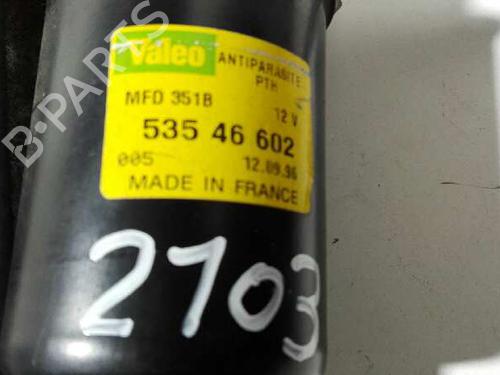 Valeo
ANTIPARASITE
PTH
MFD 351B
12 V
535 46 602
005
12.09.96
MADE IN FRANCE
2703
B-PARTS